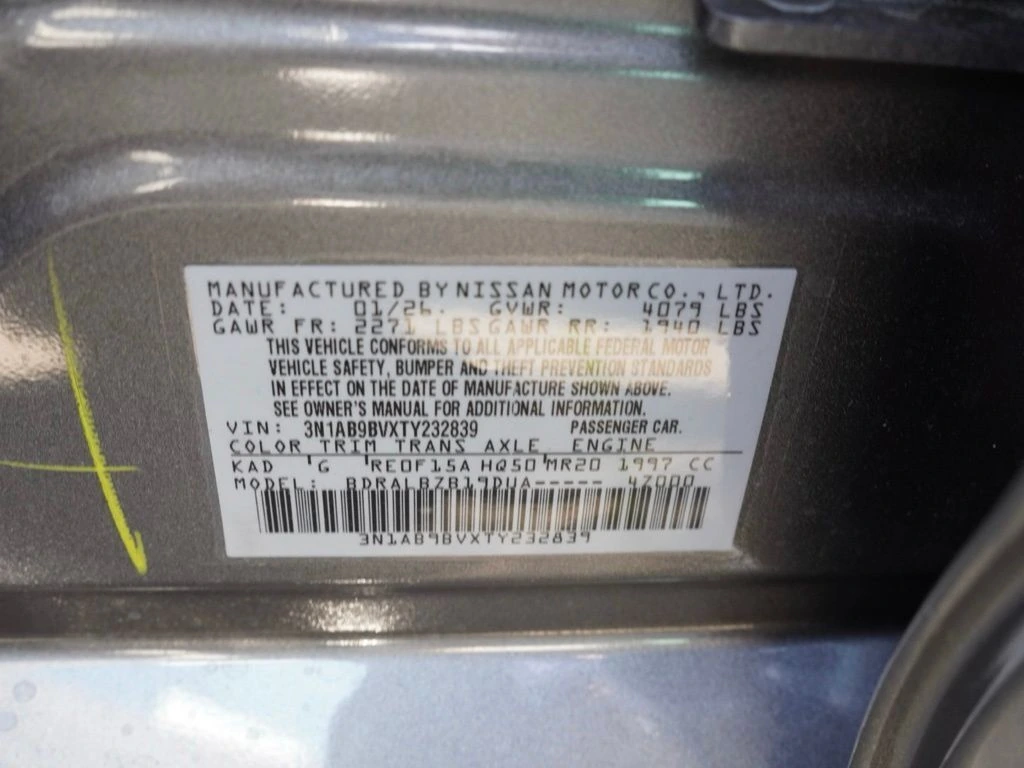 MANUFACTURED BY NISSAN MOTOR CO., LTD.
DATE: 01/26. GVWR: 4079 LBS
GAWR FR: 2271 LBS GAWR RR: 1940 LBS
THIS VEHICLE CONFORMS TO ALL APPLICABLE FEDERAL MOTOR
VEHICLE SAFETY, BUMPER AND THEFT PREVENTION STANDARDS
IN EFFECT ON THE DATE OF MANUFACTURE SHOWN ABOVE.
SEE OWNER'S MANUAL FOR ADDITIONAL INFORMATION.
VIN: 3N1AB9BVXTY232839 PASSENGER CAR.
COLOR TRIM TRANS AXLE ENGINE
KAD G RE0F15A HQ50 MR20 1997 CC
MODEL: BDRALBZB19DUA----- 47000
3N1AB9BVXTY232839